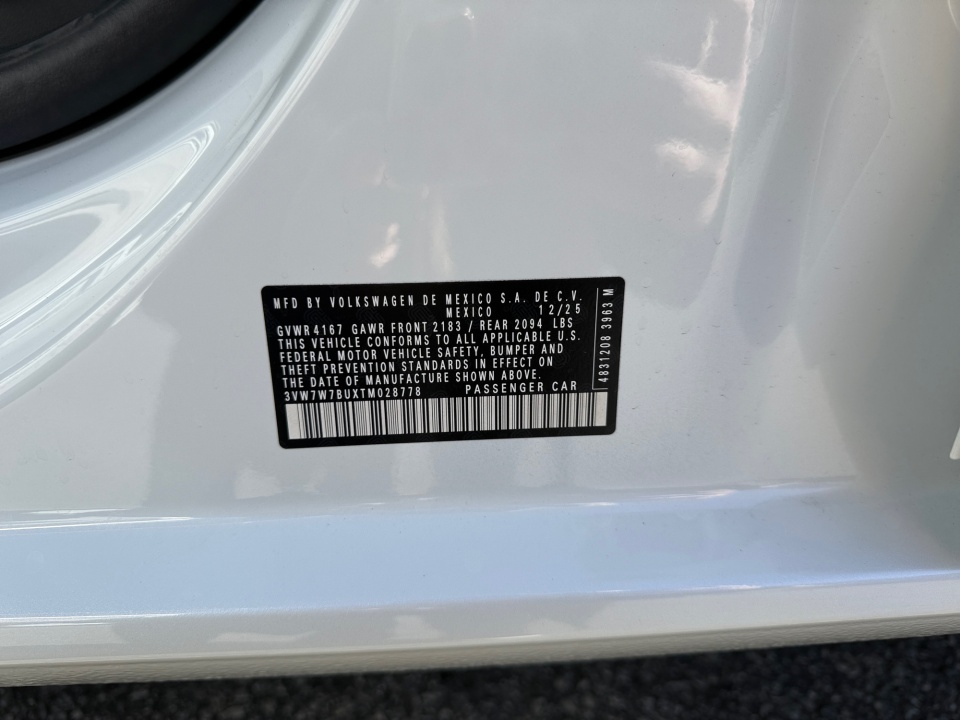 MFD BY VOLKSWAGEN DE MEXICO S.A. DE C.V.
MEXICO 12/25
GVWR 4167 GAWR FRONT 2183 / REAR 2094 LBS
THIS VEHICLE CONFORMS TO ALL APPLICABLE U.S.
FEDERAL MOTOR VEHICLE SAFETY, BUMPER AND
THEFT PREVENTION STANDARDS IN EFFECT ON
THE DATE OF MANUFACTURE SHOWN ABOVE.
3VW7W7BUXTM028778 PASSENGER CAR
4831208 3963 M